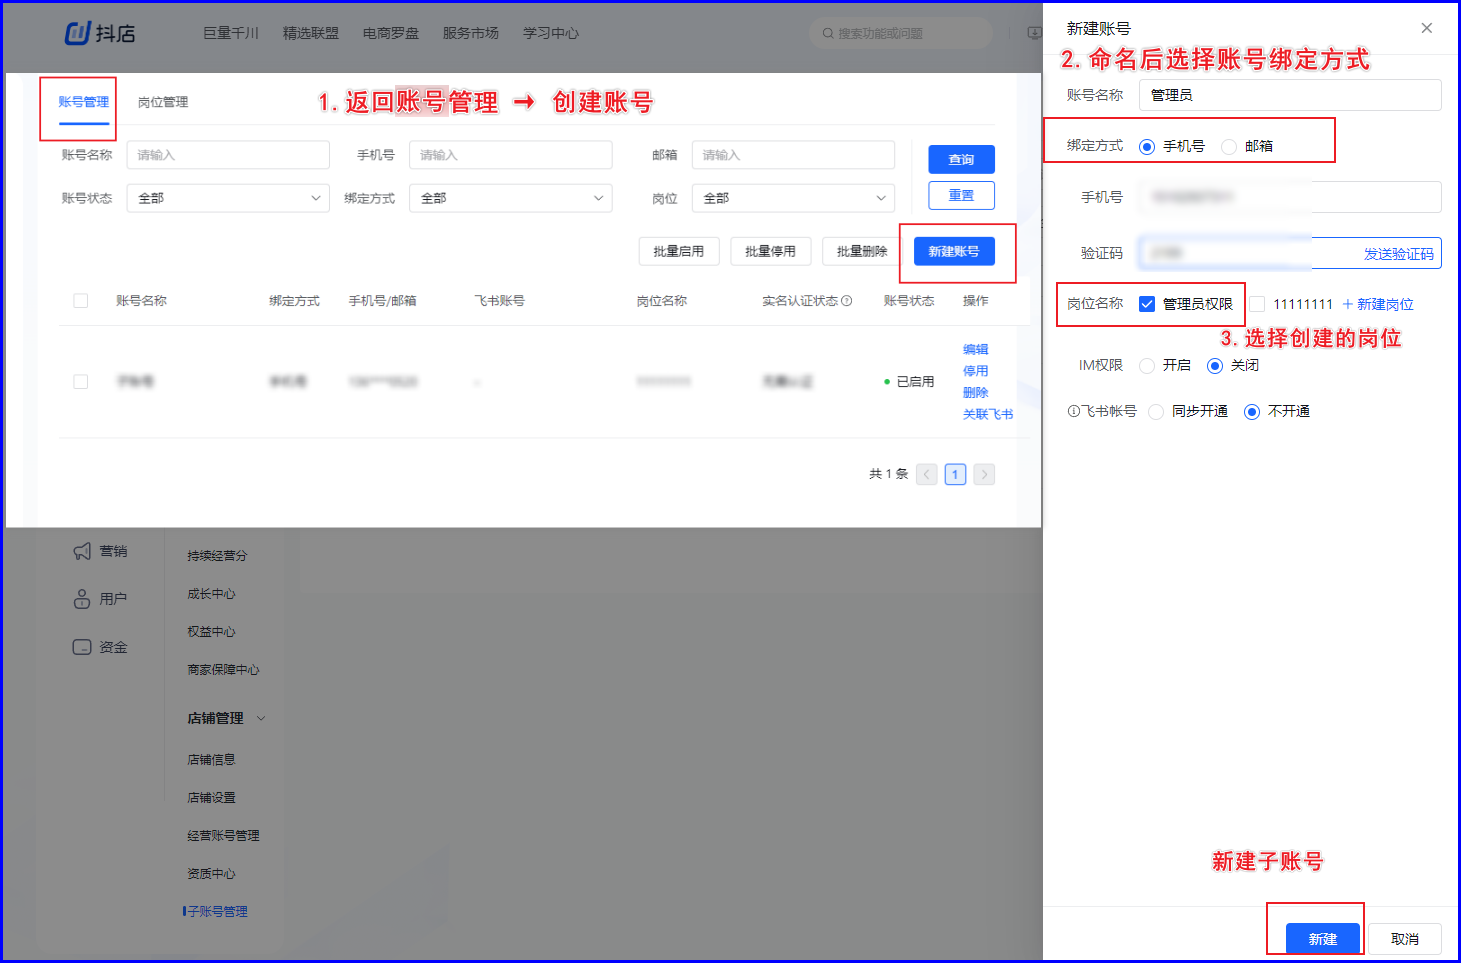 抖店
巨量千川 精选联盟 电商罗盘 服务市场 学习中心
搜索功能或问题
账号管理 岗位管理
1. 返回账号管理 → 创建账号
账号名称 请输入 手机号 请输入 邮箱 请输入 查询
账号状态 全部 绑定方式 全部 岗位 全部 重置
批量启用 批量停用 批量删除 新建账号
账号名称 绑定方式 手机号/邮箱 飞书账号 岗位名称 实名认证状态 账号状态 操作
编辑
停用
已启用
删除
关联飞书
共 1 条 1
营销
用户
资金
持续经营分
成长中心
权益中心
商家保障中心
店铺管理
店铺信息
店铺设置
经营账号管理
资质中心
子账号管理
新建账号
2. 命名后选择账号绑定方式
账号名称 管理员
绑定方式 手机号 邮箱
手机号
验证码 发送验证码
岗位名称 管理员权限 11111111 + 新建岗位
3. 选择创建的岗位
IM权限 开启 关闭
飞书帐号 同步开通 不开通
新建子账号
新建 取消